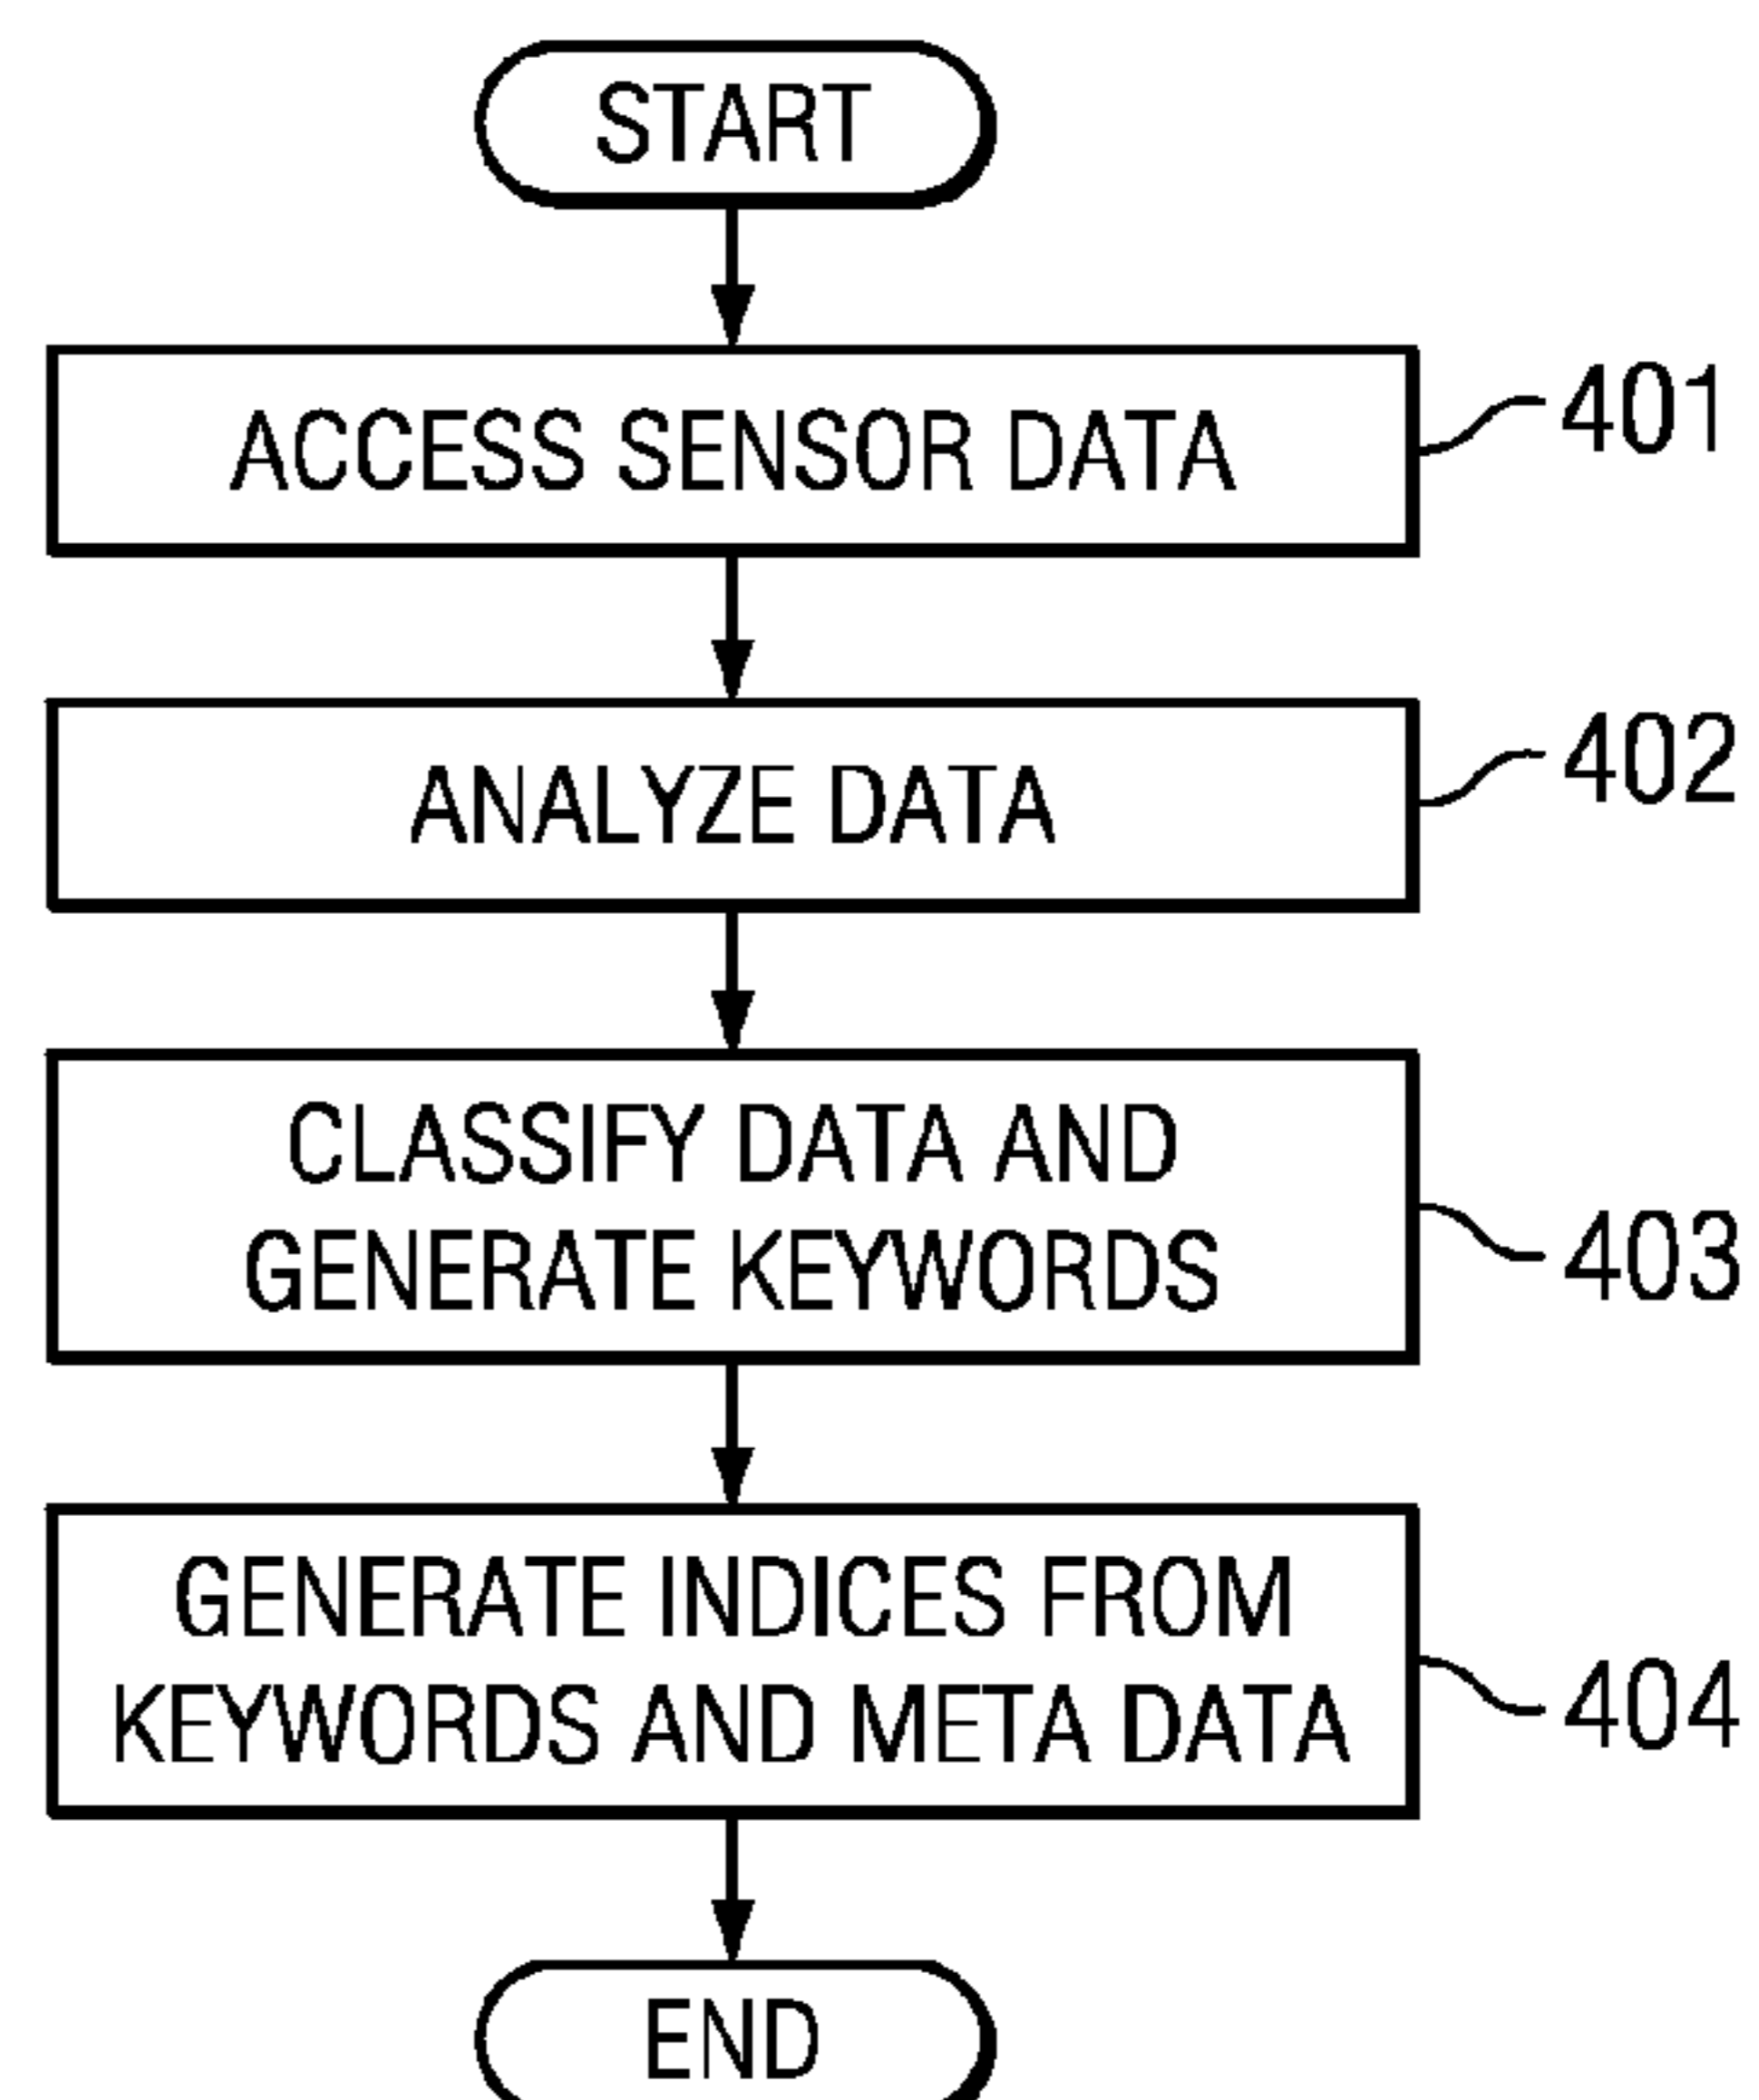 START
ACCESS SENSOR DATA
401
ANALYZE DATA
402
CLASSIFY DATA AND
GENERATE KEYWORDS
403
GENERATE INDICES FROM
KEYWORDS AND META DATA
404
END